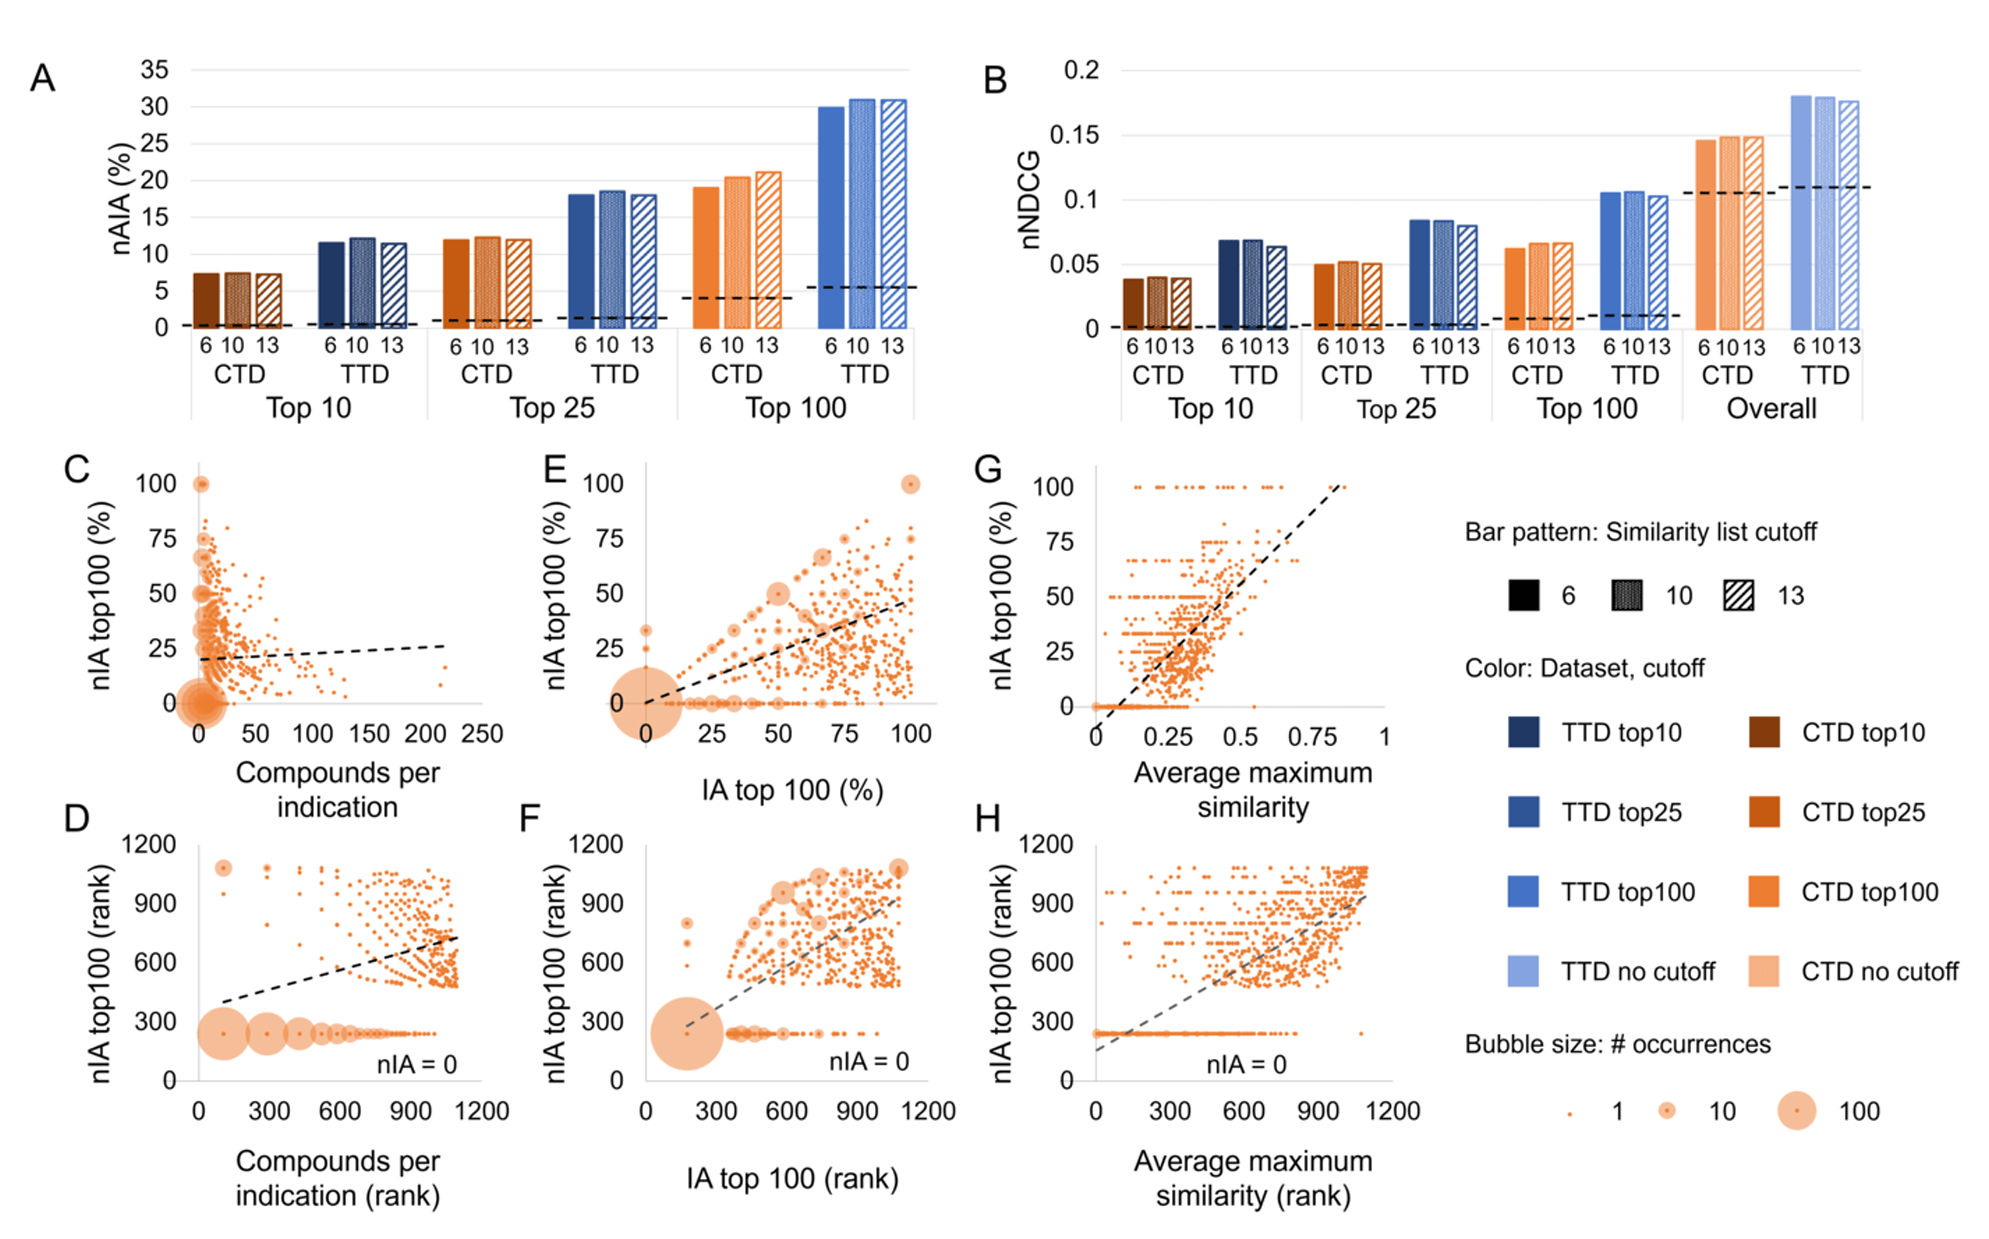 A
nAIA (%)
35
30
25
20
15
10
5
0
6 10 13 6 10 13 6 10 13 6 10 13 6 10 13 6 10 13
CTD TTD CTD TTD CTD TTD
Top 10 Top 25 Top 100
B
nNDCG
0.2
0.15
0.1
0.05
0
6 10 13 6 10 13 6 10 13 6 10 13 6 10 13 6 10 13 6 10 13 6 10 13
CTD TTD CTD TTD CTD TTD CTD TTD
Top 10 Top 25 Top 100 Overall
C
nIA top100 (%)
100
75
50
25
0
0 50 100 150 200 250
Compounds per
indication
E
nIA top100 (%)
100
75
50
25
0
0 25 50 75 100
IA top 100 (%)
G
nIA top100 (%)
100
75
50
25
0
0 0.25 0.5 0.75 1
Average maximum
similarity
D
nIA top100 (rank)
1200
900
600
300
0
nIA = 0
0 300 600 900 1200
Compounds per
indication (rank)
F
nIA top100 (rank)
1200
900
600
300
0
nIA = 0
0 300 600 900 1200
IA top 100 (rank)
H
nIA top100 (rank)
1200
900
600
300
0
nIA = 0
0 300 600 900 1200
Average maximum
similarity (rank)
Bar pattern: Similarity list cutoff
6 10 13
Color: Dataset, cutoff
TTD top10 CTD top10
TTD top25 CTD top25
TTD top100 CTD top100
TTD no cutoff CTD no cutoff
Bubble size: # occurrences
1 10 100